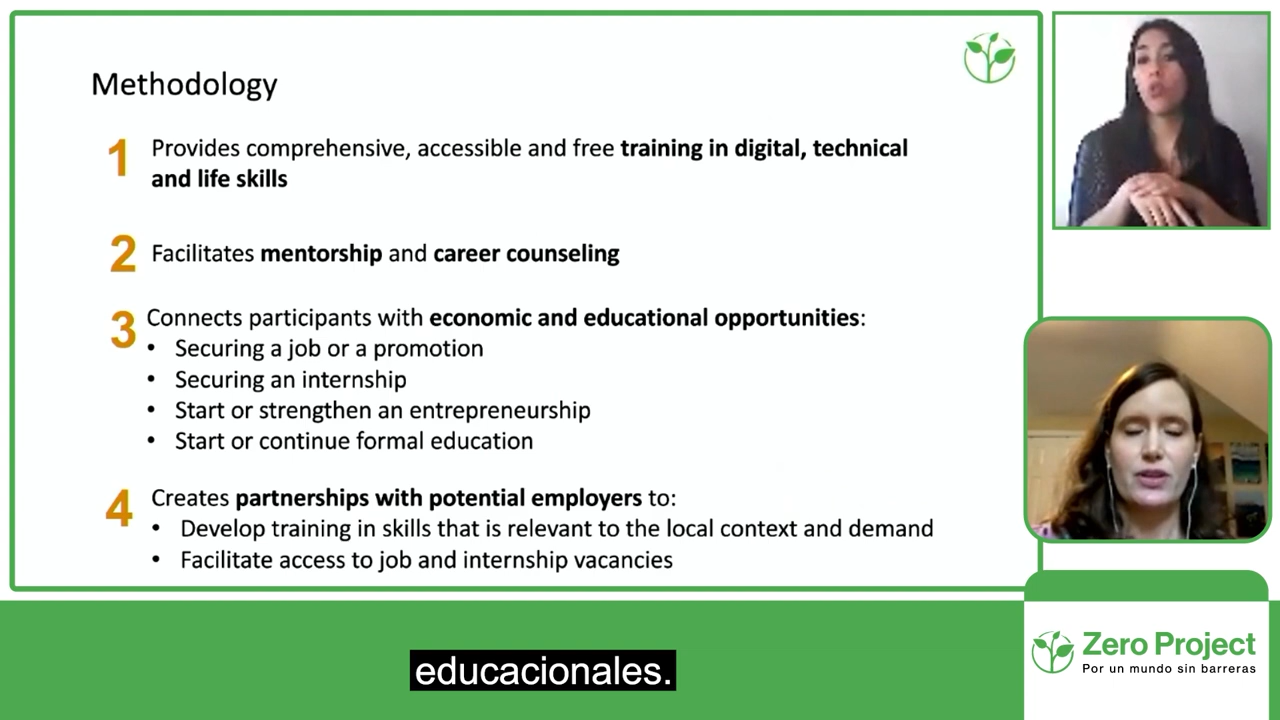 Methodology
1 Provides comprehensive, accessible and free training in digital, technical
and life skills
2 Facilitates mentorship and career counseling
3 Connects participants with economic and educational opportunities:
• Securing a job or a promotion
• Securing an internship
• Start or strengthen an entrepreneurship
• Start or continue formal education
4 Creates partnerships with potential employers to:
• Develop training in skills that is relevant to the local context and demand
• Facilitate access to job and internship vacancies
educacionales.
Zero Project
Por un mundo sin barreras